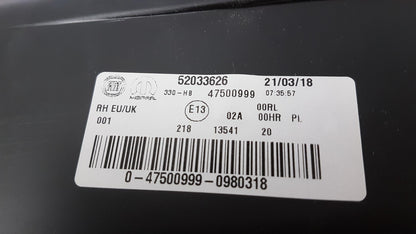 52033626 21/03/18
MOPAR 330-HB 47500999 07:35:57
RH EU/UK E13 00RL
001 02A 00HR PL
218 13541 20
0-47500999-0980318